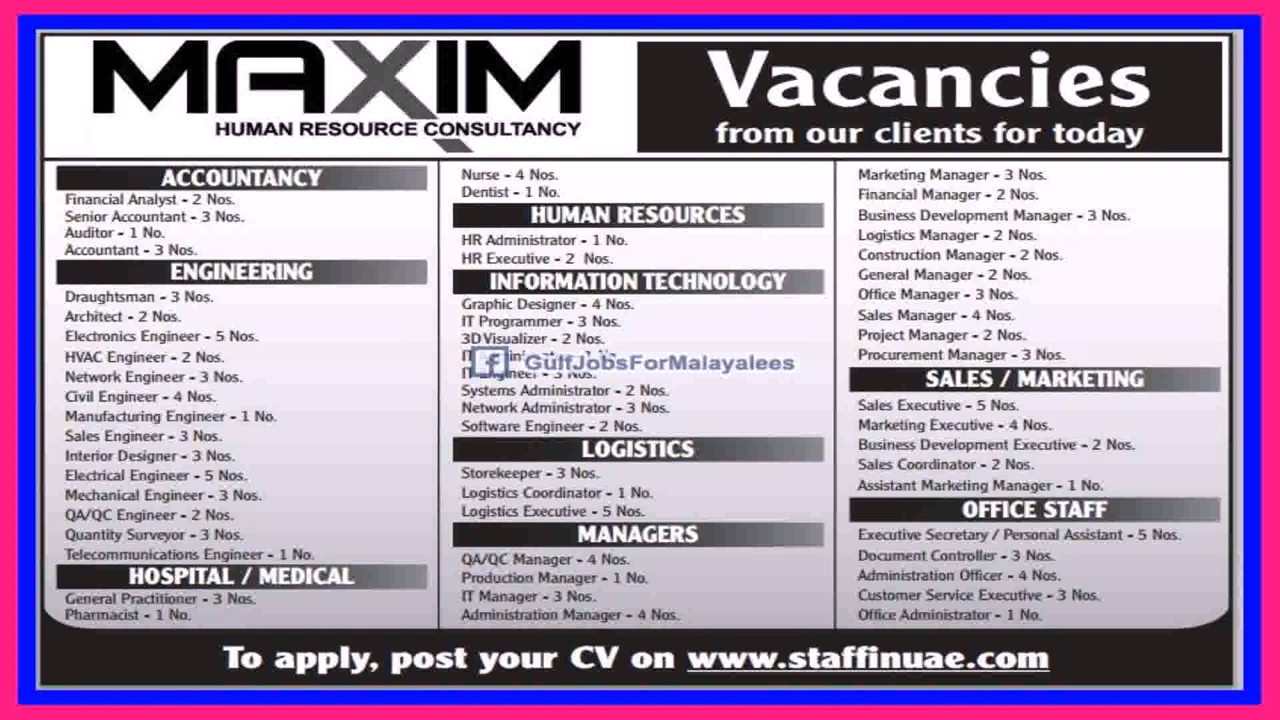 MAXIM
HUMAN RESOURCE CONSULTANCY
Vacancies
from our clients for today
ACCOUNTANCY
Financial Analyst - 2 Nos.
Senior Accountant - 3 Nos.
Auditor - 1 No.
Accountant - 3 Nos.
ENGINEERING
Draughtsman - 3 Nos.
Architect - 2 Nos.
Electronics Engineer - 5 Nos.
HVAC Engineer - 2 Nos.
Network Engineer - 3 Nos.
Civil Engineer - 4 Nos.
Manufacturing Engineer - 1 No.
Sales Engineer - 3 Nos.
Interior Designer - 3 Nos.
Electrical Engineer - 5 Nos.
Mechanical Engineer - 3 Nos.
QA/QC Engineer - 2 Nos.
Quantity Surveyor - 3 Nos.
Telecommunications Engineer - 1 No.
HOSPITAL / MEDICAL
General Practitioner - 3 Nos.
Pharmacist - 1 No.
Nurse - 4 Nos.
Dentist - 1 No.
HUMAN RESOURCES
HR Administrator - 1 No.
HR Executive - 2 Nos.
INFORMATION TECHNOLOGY
Graphic Designer - 4 Nos.
IT Programmer - 3 Nos.
3D Visualizer - 2 Nos.
GulfJobsForMalayalees
IT Engineer - 3 Nos.
Systems Administrator - 2 Nos.
Network Administrator - 3 Nos.
Software Engineer - 2 Nos.
LOGISTICS
Storekeeper - 3 Nos.
Logistics Coordinator - 1 No.
Logistics Executive - 5 Nos.
MANAGERS
QA/QC Manager - 4 Nos.
Production Manager - 1 No.
IT Manager - 3 Nos.
Administration Manager - 4 Nos.
Marketing Manager - 3 Nos.
Financial Manager - 2 Nos.
Business Development Manager - 3 Nos.
Logistics Manager - 2 Nos.
Construction Manager - 2 Nos.
General Manager - 2 Nos.
Office Manager - 3 Nos.
Sales Manager - 4 Nos.
Project Manager - 2 Nos.
Procurement Manager - 3 Nos.
SALES / MARKETING
Sales Executive - 5 Nos.
Marketing Executive - 4 Nos.
Business Development Executive - 2 Nos.
Sales Coordinator - 2 Nos.
Assistant Marketing Manager - 1 No.
OFFICE STAFF
Executive Secretary / Personal Assistant - 5 Nos.
Document Controller - 3 Nos.
Administration Officer - 4 Nos.
Customer Service Executive - 3 Nos.
Office Administrator - 1 No.
To apply, post your CV on www.staffinuae.com